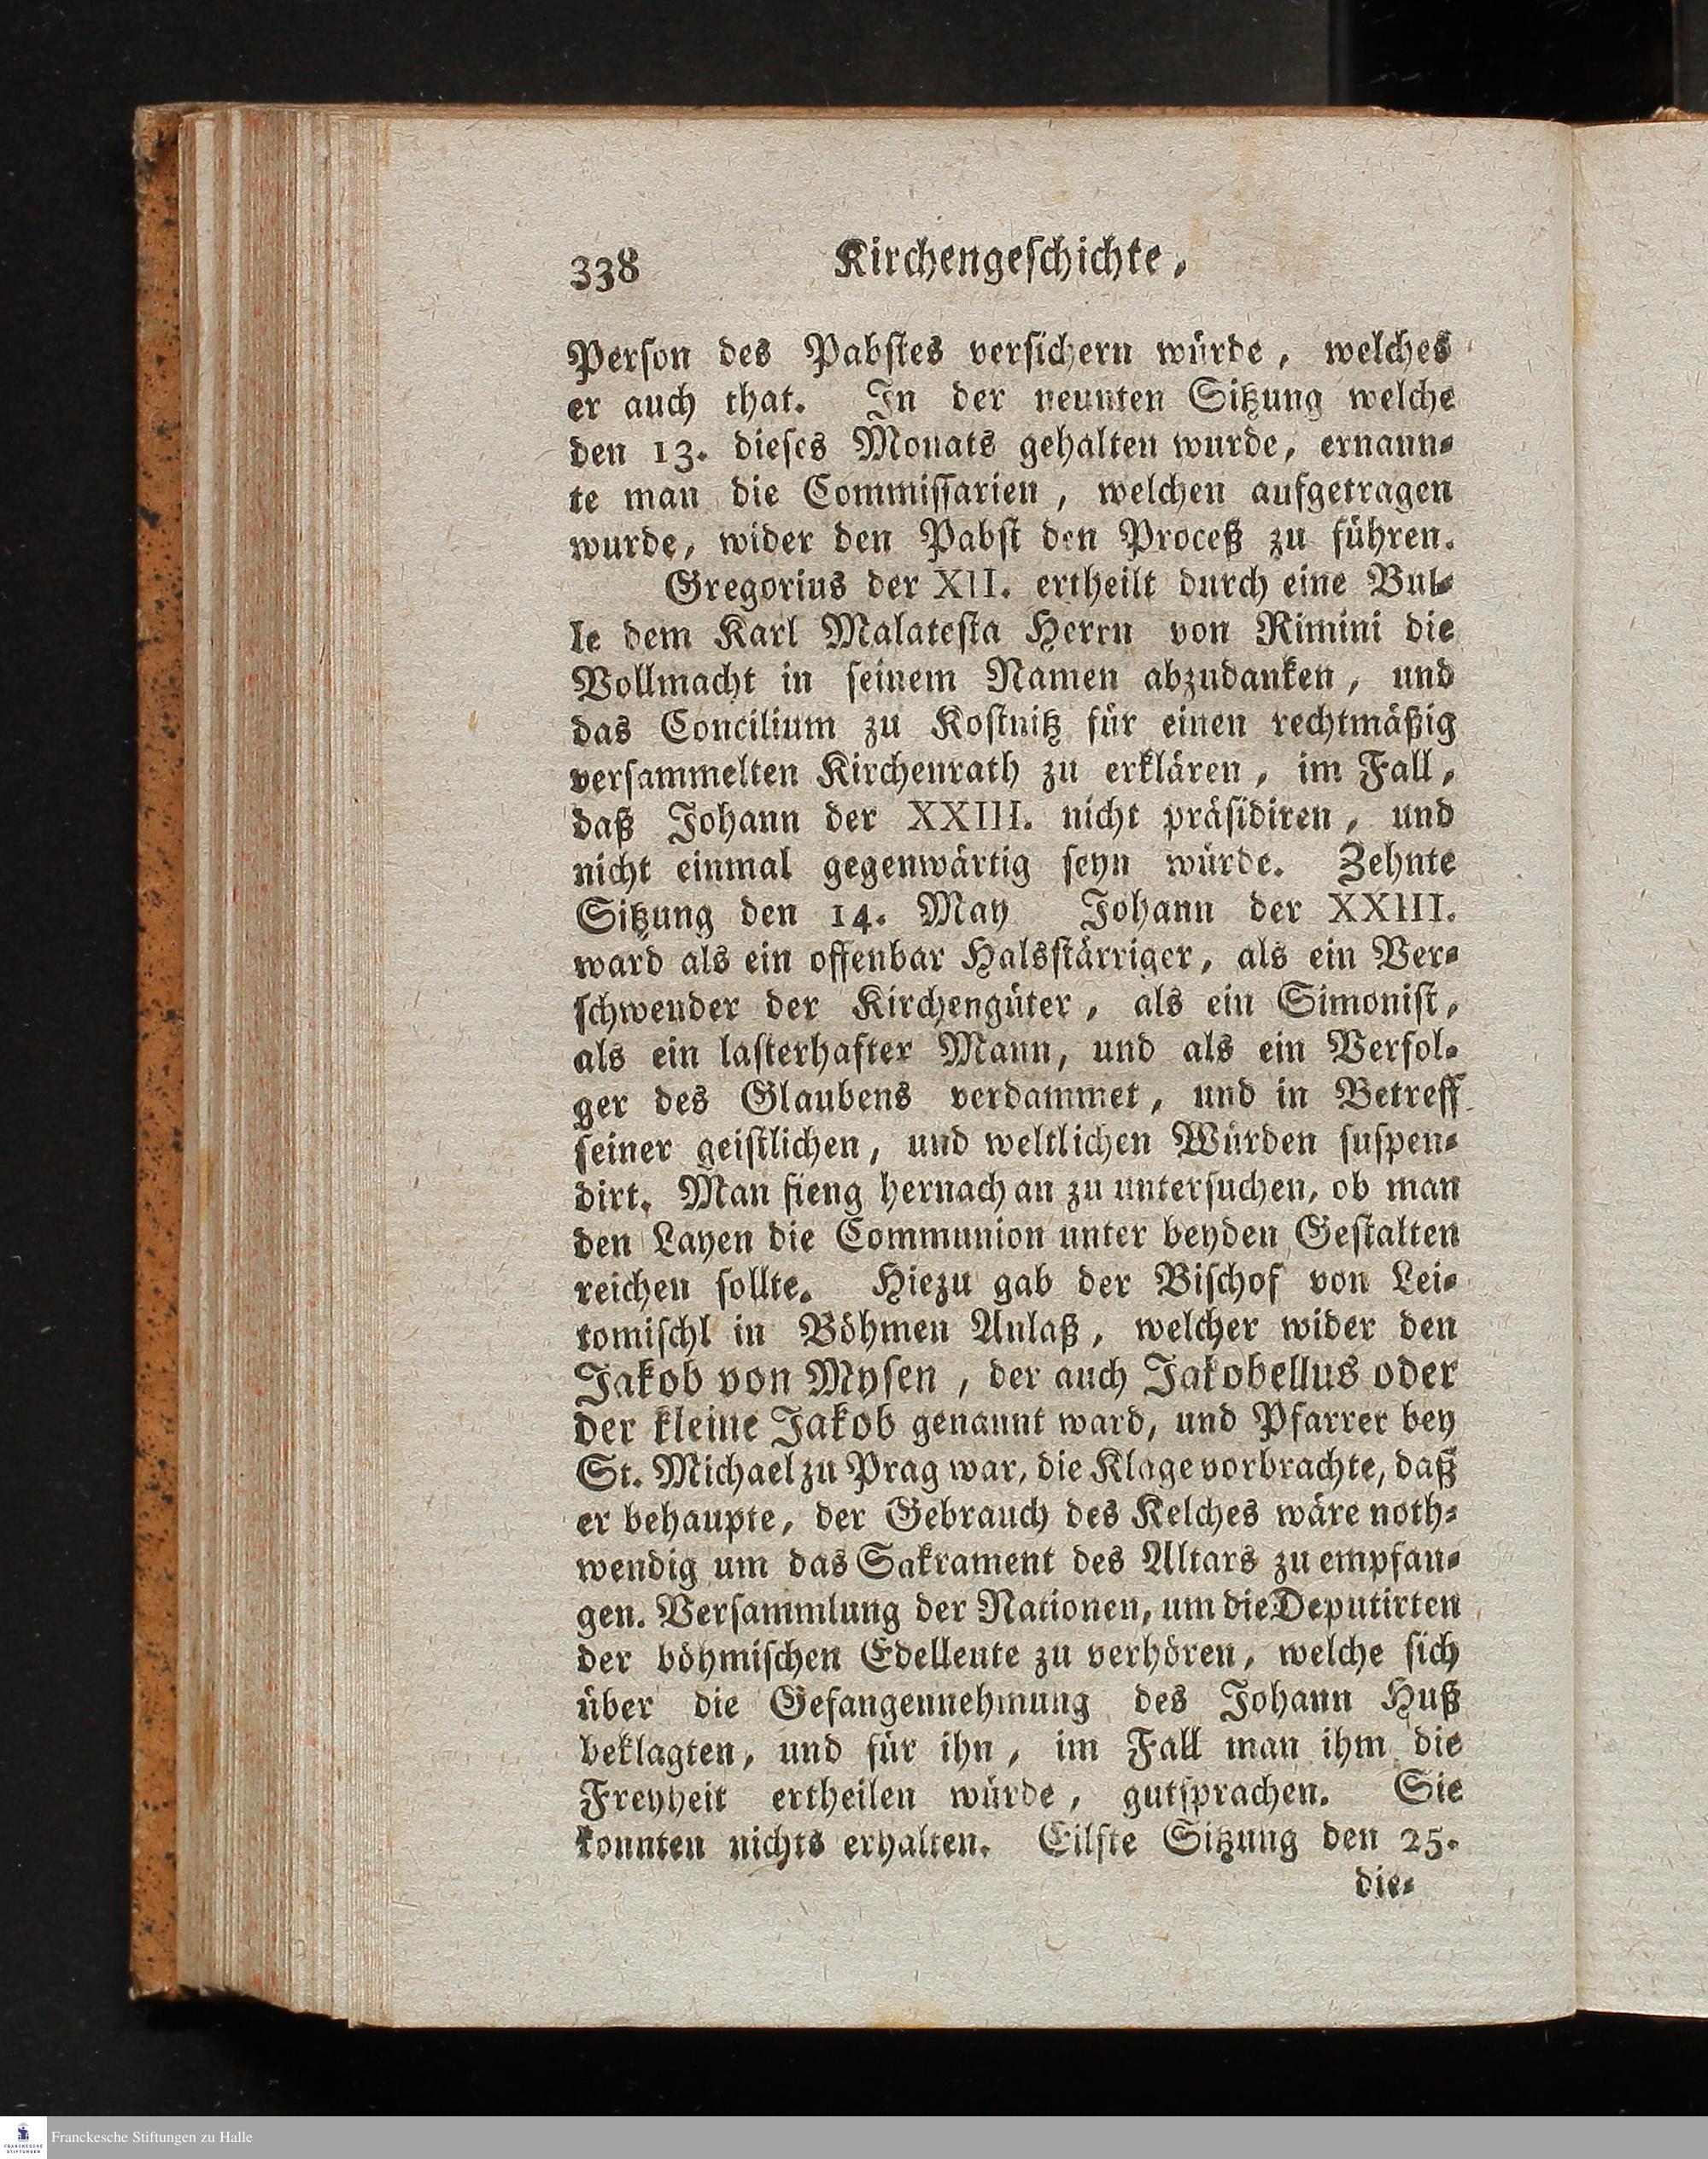 338 Kirchengeschichte,
Person des Pabstes versichern würde, welches
er auch that. In der neunten Sitzung welche
den 13. dieses Monats gehalten wurde, ernann-
te man die Commissarien, welchen aufgetragen
wurde, wider den Pabst den Proceß zu führen.
Gregorius der XII. ertheilt durch eine Bul-
le dem Karl Malatesta Herrn von Rimini die
Vollmacht in seinem Namen abzudanken, und
das Concilium zu Kostnitz für einen rechtmäßig
versammelten Kirchenrath zu erklären, im Fall,
daß Johann der XXIII. nicht präsidiren, und
nicht einmal gegenwärtig seyn würde. Zehnte
Sitzung den 14. May Johann der XXIII.
ward als ein offenbar Halsstärriger, als ein Ver-
schwender der Kirchengüter, als ein Simonist,
als ein lasterhafter Mann, und als ein Verfol-
ger des Glaubens verdammet, und in Betreff
seiner geistlichen, und weltlichen Würden suspen-
dirt. Man fieng hernach an zu untersuchen, ob man
den Layen die Communion unter beyden Gestalten
reichen sollte. Hiezu gab der Bischof von Lei-
tomischl in Böhmen Anlaß, welcher wider den
Jakob von Mysen, der auch Jakobellus oder
der kleine Jakob genannt ward, und Pfarrer bey
St. Michael zu Prag war, die Klage vorbrachte, daß
er behaupte, der Gebrauch des Kelches wäre noth-
wendig um das Sakrament des Altars zu empfan-
gen. Versammlung der Nationen, um die Deputirten
der böhmischen Edelleute zu verhören, welche sich
über die Gefangennehmung des Johann Huß
beklagten, und für ihn, im Fall man ihm die
Freyheit ertheilen würde, gutsprachen. Sie
konnten nichts erhalten. Eilfte Sitzung den 25.
die-
Franckesche Stiftungen zu Halle